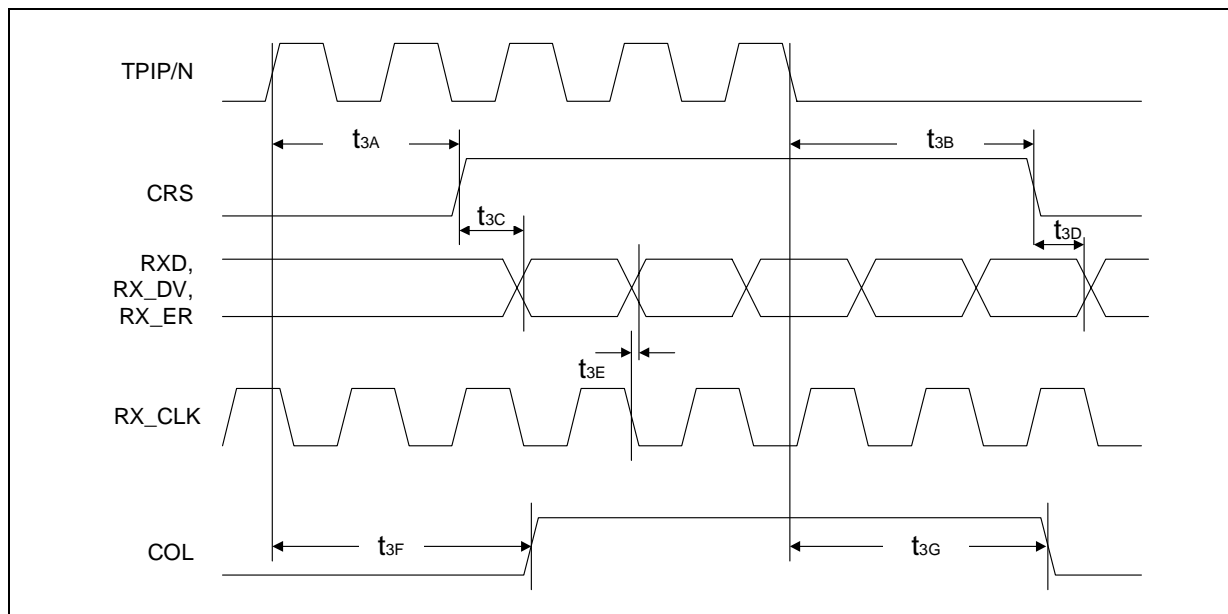 TPIP/N
t3A
t3B
CRS
t3C
t3D
RXD,
RX_DV,
RX_ER
t3E
RX_CLK
COL
t3F
t3G